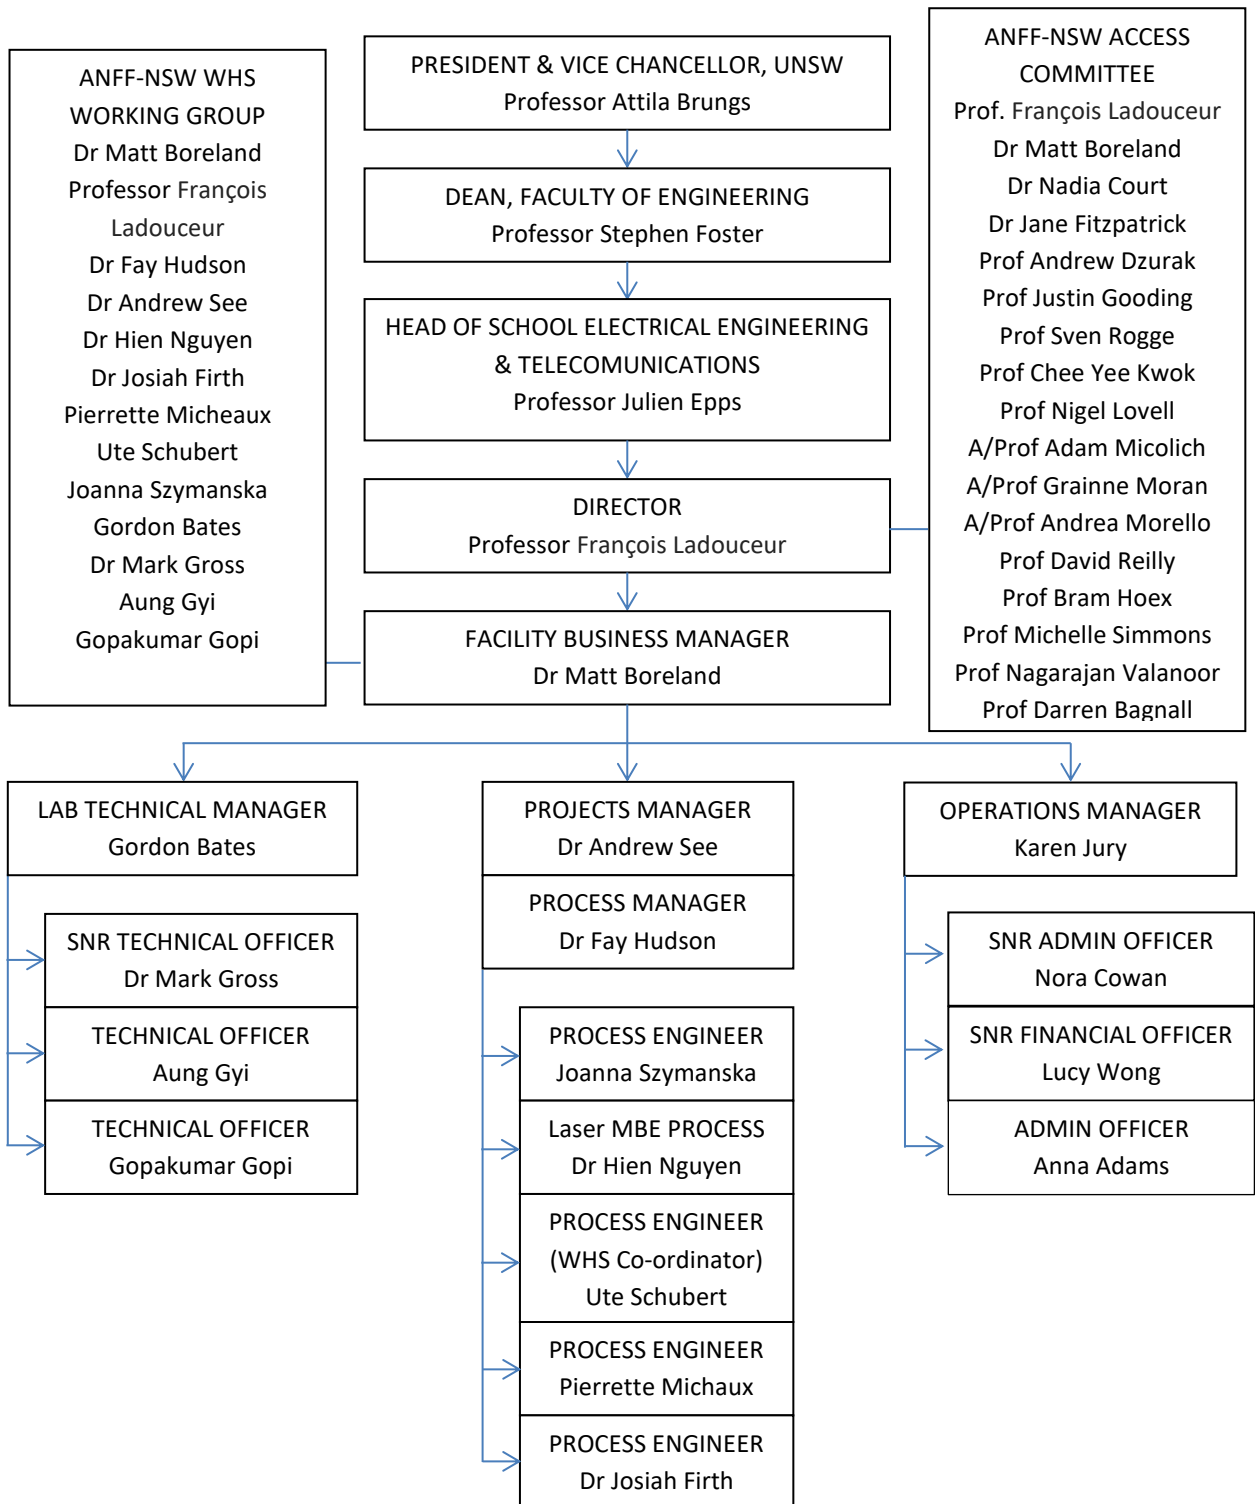 ANFF-NSW WHS
WORKING GROUP
Dr Matt Boreland
Professor François
Ladouceur
Dr Fay Hudson
Dr Andrew See
Dr Hien Nguyen
Dr Josiah Firth
Pierrette Micheaux
Ute Schubert
Joanna Szymanska
Gordon Bates
Dr Mark Gross
Aung Gyi
Gopakumar Gopi
PRESIDENT & VICE CHANCELLOR, UNSW
Professor Attila Brungs
DEAN, FACULTY OF ENGINEERING
Professor Stephen Foster
HEAD OF SCHOOL ELECTRICAL ENGINEERING
& TELECOMUNICATIONS
Professor Julien Epps
DIRECTOR
Professor François Ladouceur
FACILITY BUSINESS MANAGER
Dr Matt Boreland
ANFF-NSW ACCESS
COMMITTEE
Prof. François Ladouceur
Dr Matt Boreland
Dr Nadia Court
Dr Jane Fitzpatrick
Prof Andrew Dzurak
Prof Justin Gooding
Prof Sven Rogge
Prof Chee Yee Kwok
Prof Nigel Lovell
A/Prof Adam Micolich
A/Prof Grainne Moran
A/Prof Andrea Morello
Prof David Reilly
Prof Bram Hoex
Prof Michelle Simmons
Prof Nagarajan Valanoor
Prof Darren Bagnall
LAB TECHNICAL MANAGER
Gordon Bates
SNR TECHNICAL OFFICER
Dr Mark Gross
TECHNICAL OFFICER
Aung Gyi
TECHNICAL OFFICER
Gopakumar Gopi
PROJECTS MANAGER
Dr Andrew See
PROCESS MANAGER
Dr Fay Hudson
PROCESS ENGINEER
Joanna Szymanska
Laser MBE PROCESS
Dr Hien Nguyen
PROCESS ENGINEER
(WHS Co-ordinator)
Ute Schubert
PROCESS ENGINEER
Pierrette Michaux
PROCESS ENGINEER
Dr Josiah Firth
OPERATIONS MANAGER
Karen Jury
SNR ADMIN OFFICER
Nora Cowan
SNR FINANCIAL OFFICER
Lucy Wong
ADMIN OFFICER
Anna Adams